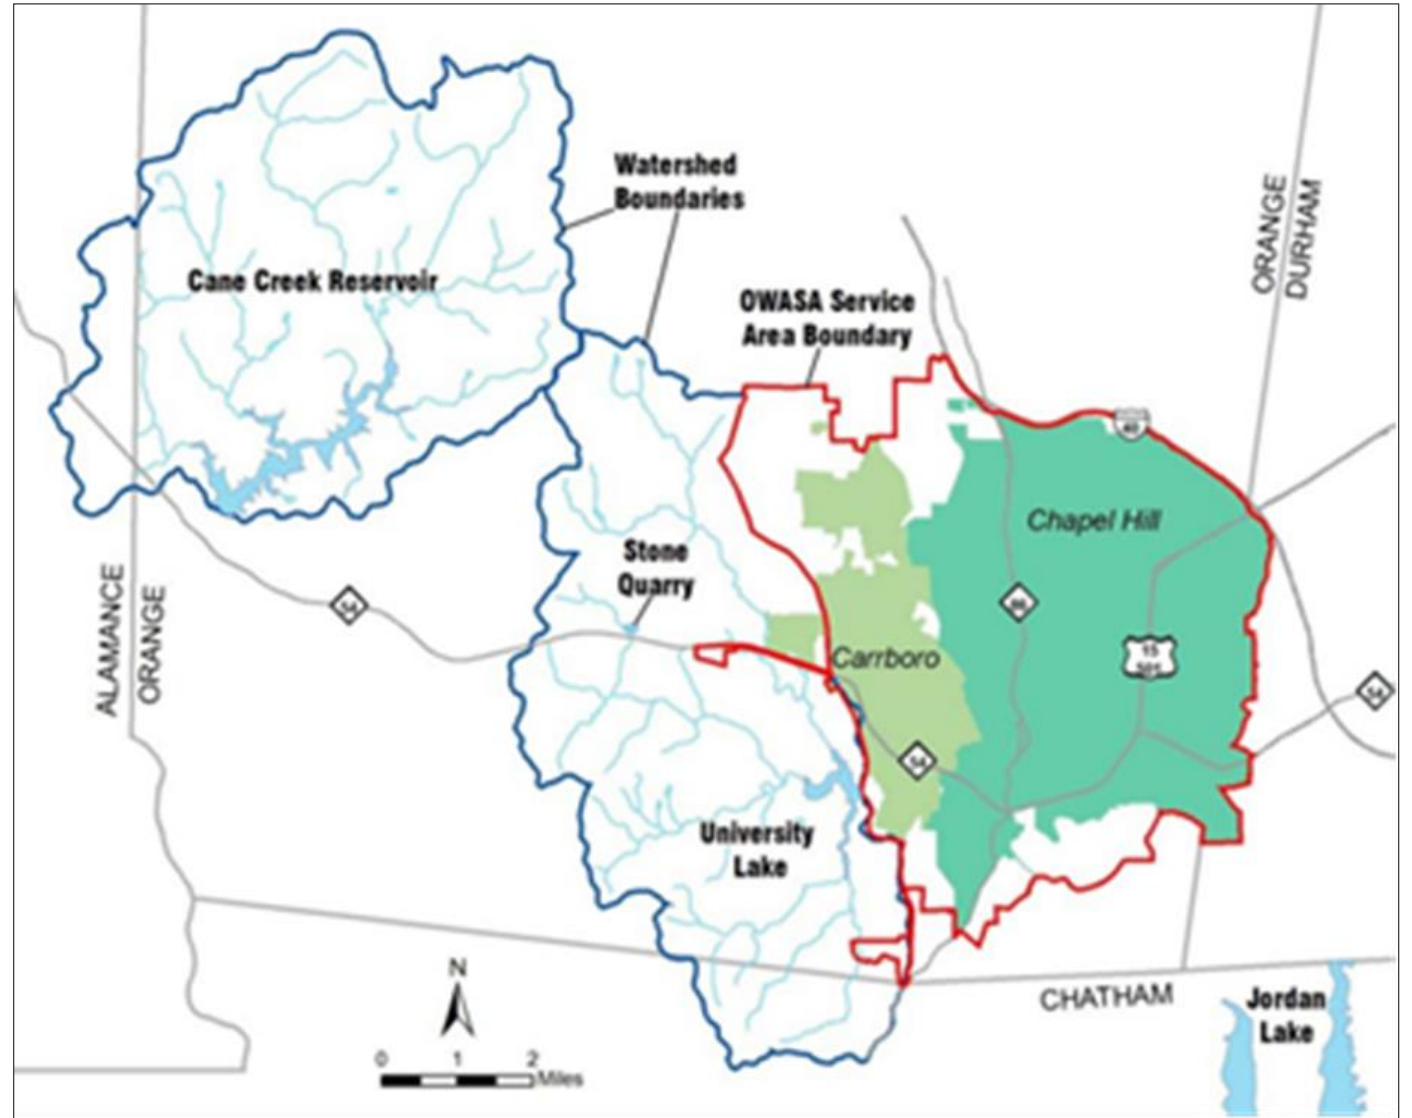 Watershed
Boundaries
ORANGE
DURHAM
Cane Creek Reservoir
OWASA Service
Area Boundary
40
Chapel Hill
Stone
Quarry
54
86
ALAMANCE
ORANGE
Carrboro
15
501
54
54
University
Lake
N
CHATHAM
Jordan
Lake
0 1 2
Miles